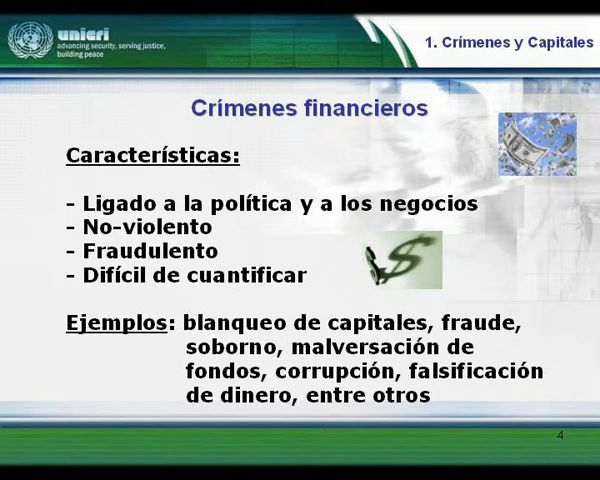 unicri
advancing security, serving justice,
building peace
1. Crímenes y Capitales
Crímenes financieros
Características:
- Ligado a la política y a los negocios
- No-violento
- Fraudulento
- Difícil de cuantificar
Ejemplos: blanqueo de capitales, fraude,
soborno, malversación de
fondos, corrupción, falsificación
de dinero, entre otros
4